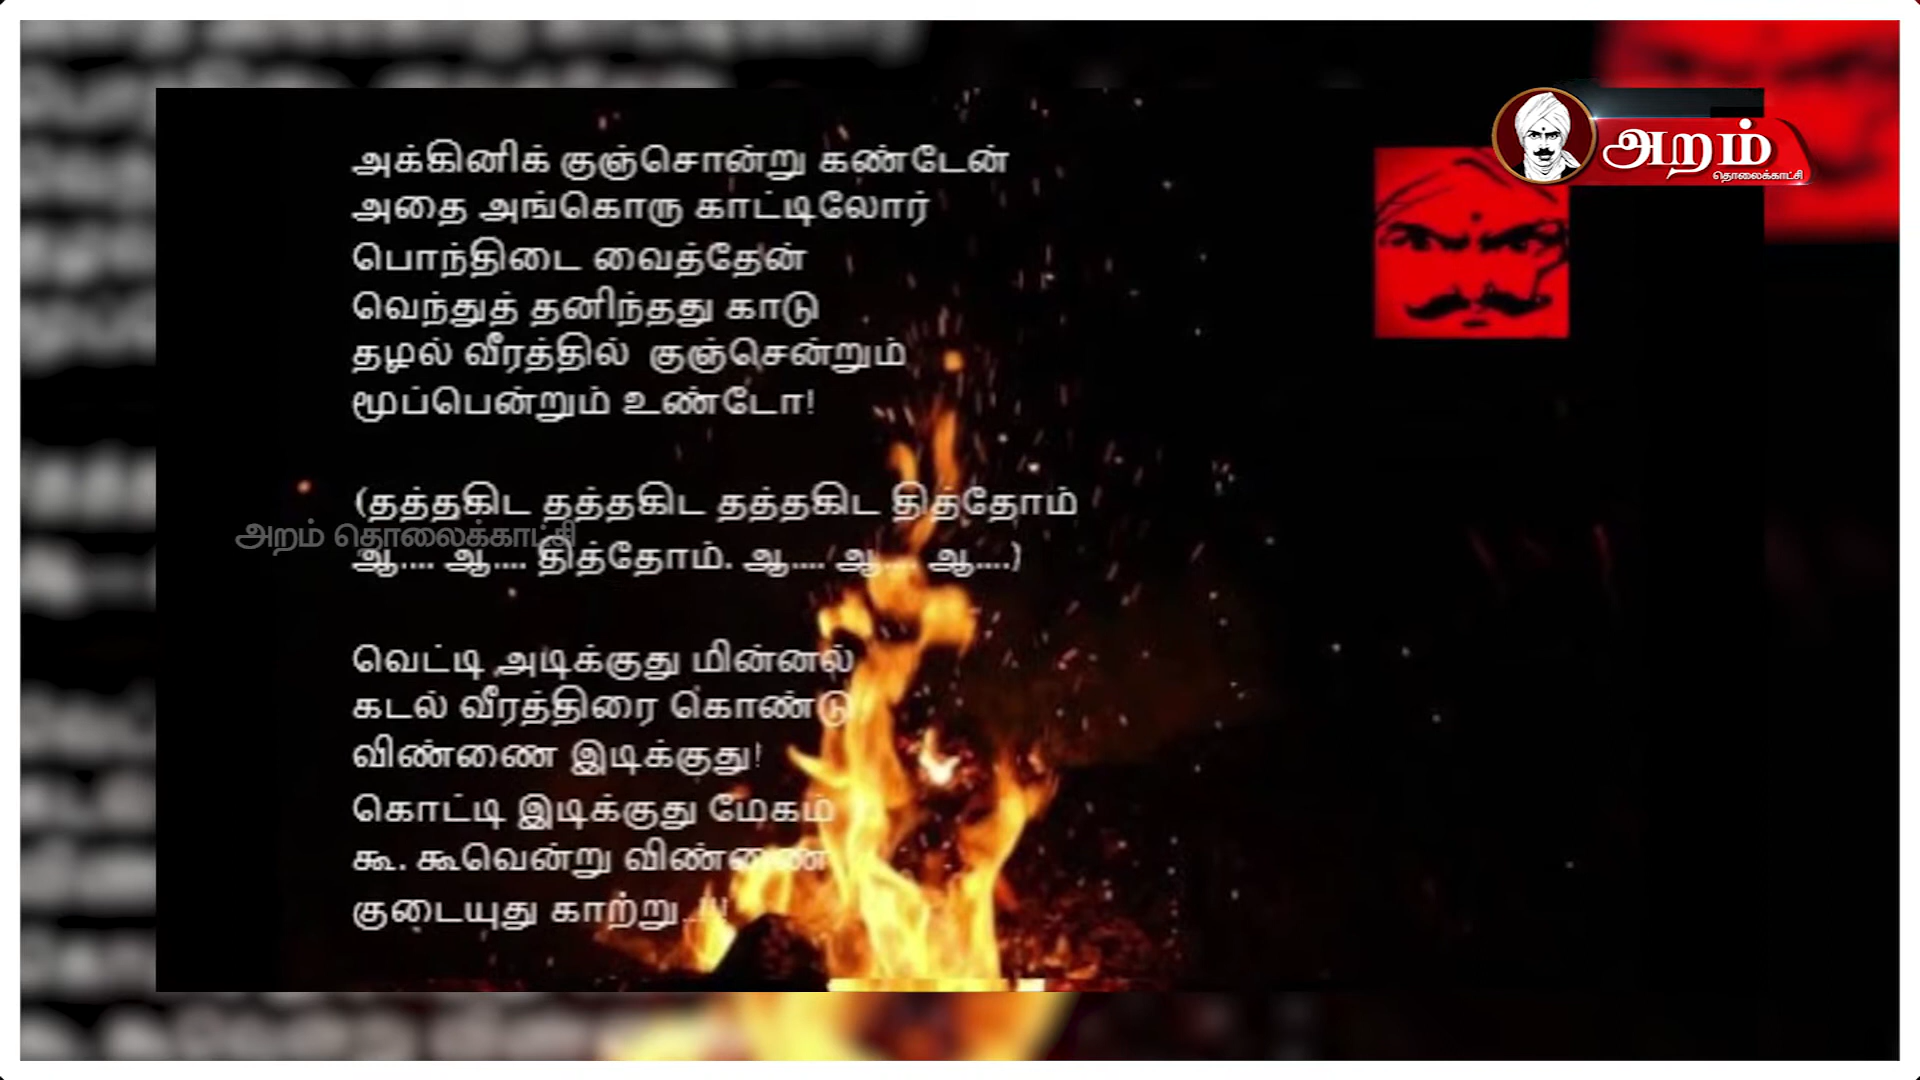 அறம்
தொலைக்காட்சி
அக்கினிக் குஞ்சொன்று கண்டேன்
அதை அங்கொரு காட்டிலோர்
பொந்திடை வைத்தேன்
வெந்துத் தனிந்தது காடு
தழல் வீரத்தில் குஞ்சென்றும்
மூப்பென்றும் உண்டோ!
(தத்தகிட தத்தகிட தத்தகிட தித்தோம்
அறம் தொலைக்காட்சி
ஆ.... ஆ.... தித்தோம். ஆ.... ஆ.... ஆ....)
வெட்டி அடிக்குது மின்னல்
கடல் வீரத்திரை கொண்டு
விண்ணை இடிக்குது!
கொட்டி இடிக்குது மேகம்
கூ. கூவென்று விண்ணை
குடையுது காற்று...!!!